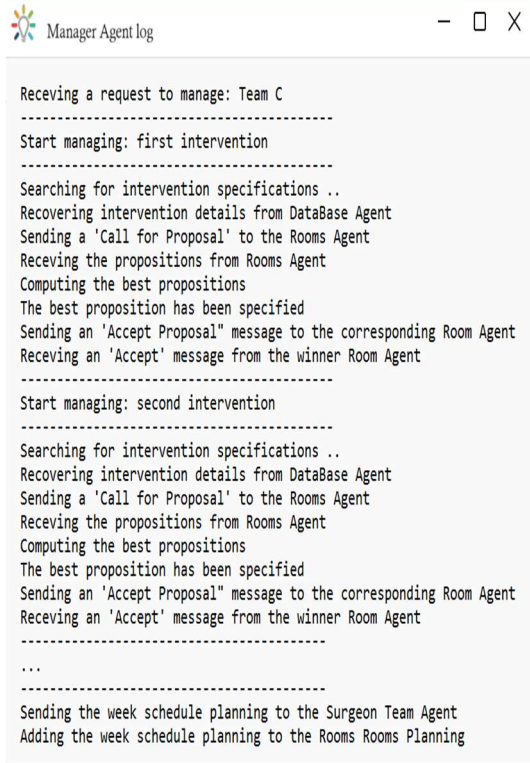 Manager Agent log
Receving a request to manage: Team C
------------------------------------------
Start managing: first intervention
------------------------------------------
Searching for intervention specifications ..
Recovering intervention details from DataBase Agent
Sending a 'Call for Proposal' to the Rooms Agent
Receving the propositions from Rooms Agent
Computing the best propositions
The best proposition has been specified
Sending an 'Accept Proposal" message to the corresponding Room Agent
Receving an 'Accept' message from the winner Room Agent
------------------------------------------
Start managing: second intervention
------------------------------------------
Searching for intervention specifications ..
Recovering intervention details from DataBase Agent
Sending a 'Call for Proposal' to the Rooms Agent
Receving the propositions from Rooms Agent
Computing the best propositions
The best proposition has been specified
Sending an 'Accept Proposal" message to the corresponding Room Agent
Receving an 'Accept' message from the winner Room Agent
-----------------------------------------
...
-----------------------------------------
Sending the week schedule planning to the Surgeon Team Agent
Adding the week schedule planning to the Rooms Rooms Planning